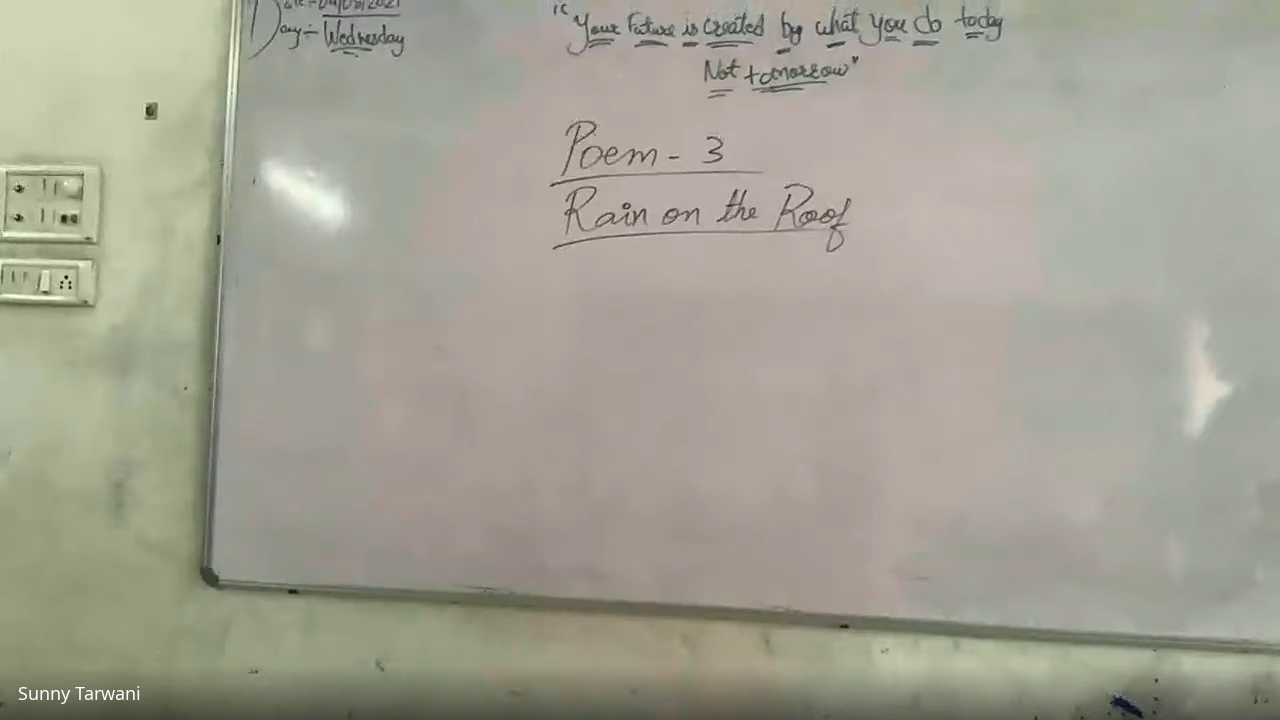 Day:- Wednesday
"Your Future is Created by what you do today
Not tomorrow"
Poem - 3
Rain on the Roof
Sunny Tarwani